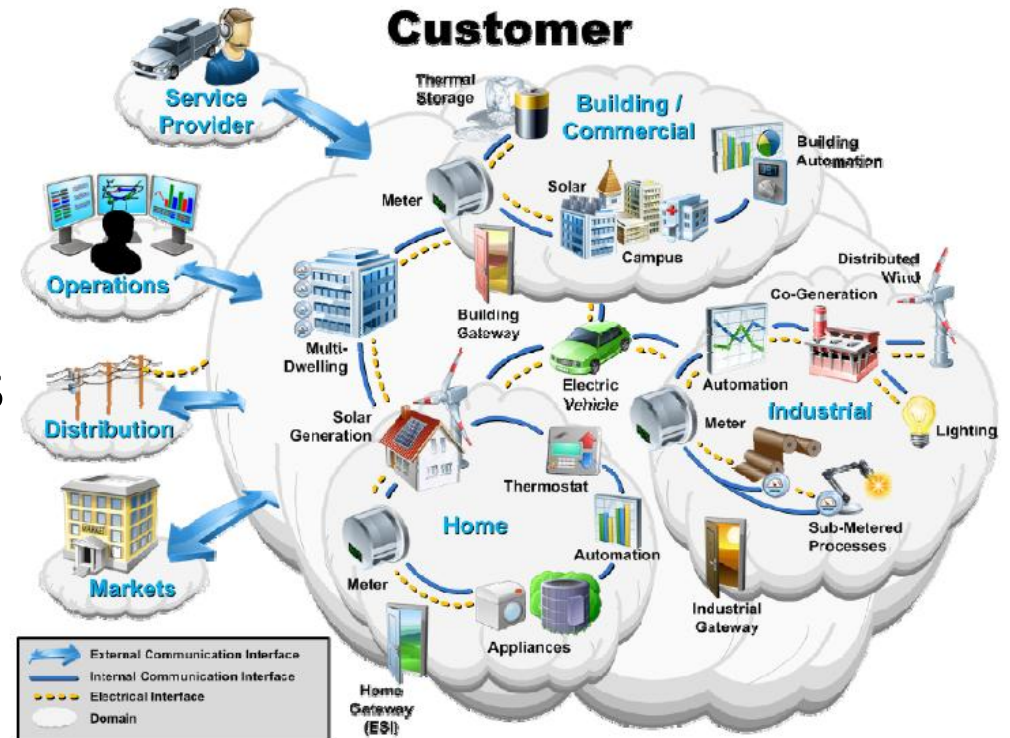 Customer
Service
Provider
Thermal
Storage
Building /
Commercial
Building
Automation
Meter
Solar
Campus
Operations
Distributed
Wind
Co-Generation
Building
Gateway
Multi-
Dwelling
Electric
Vehicle
Automation
Industrial
Meter
Lighting
Distribution
Solar
Generation
Thermostat
Home
Sub-Metered
Processes
Automation
Meter
MARKET
Markets
Industrial
Gateway
Appliances
Home
Gateway
(ESI)
External Communication Interface
Internal Communication Interface
Electrical Interface
Domain